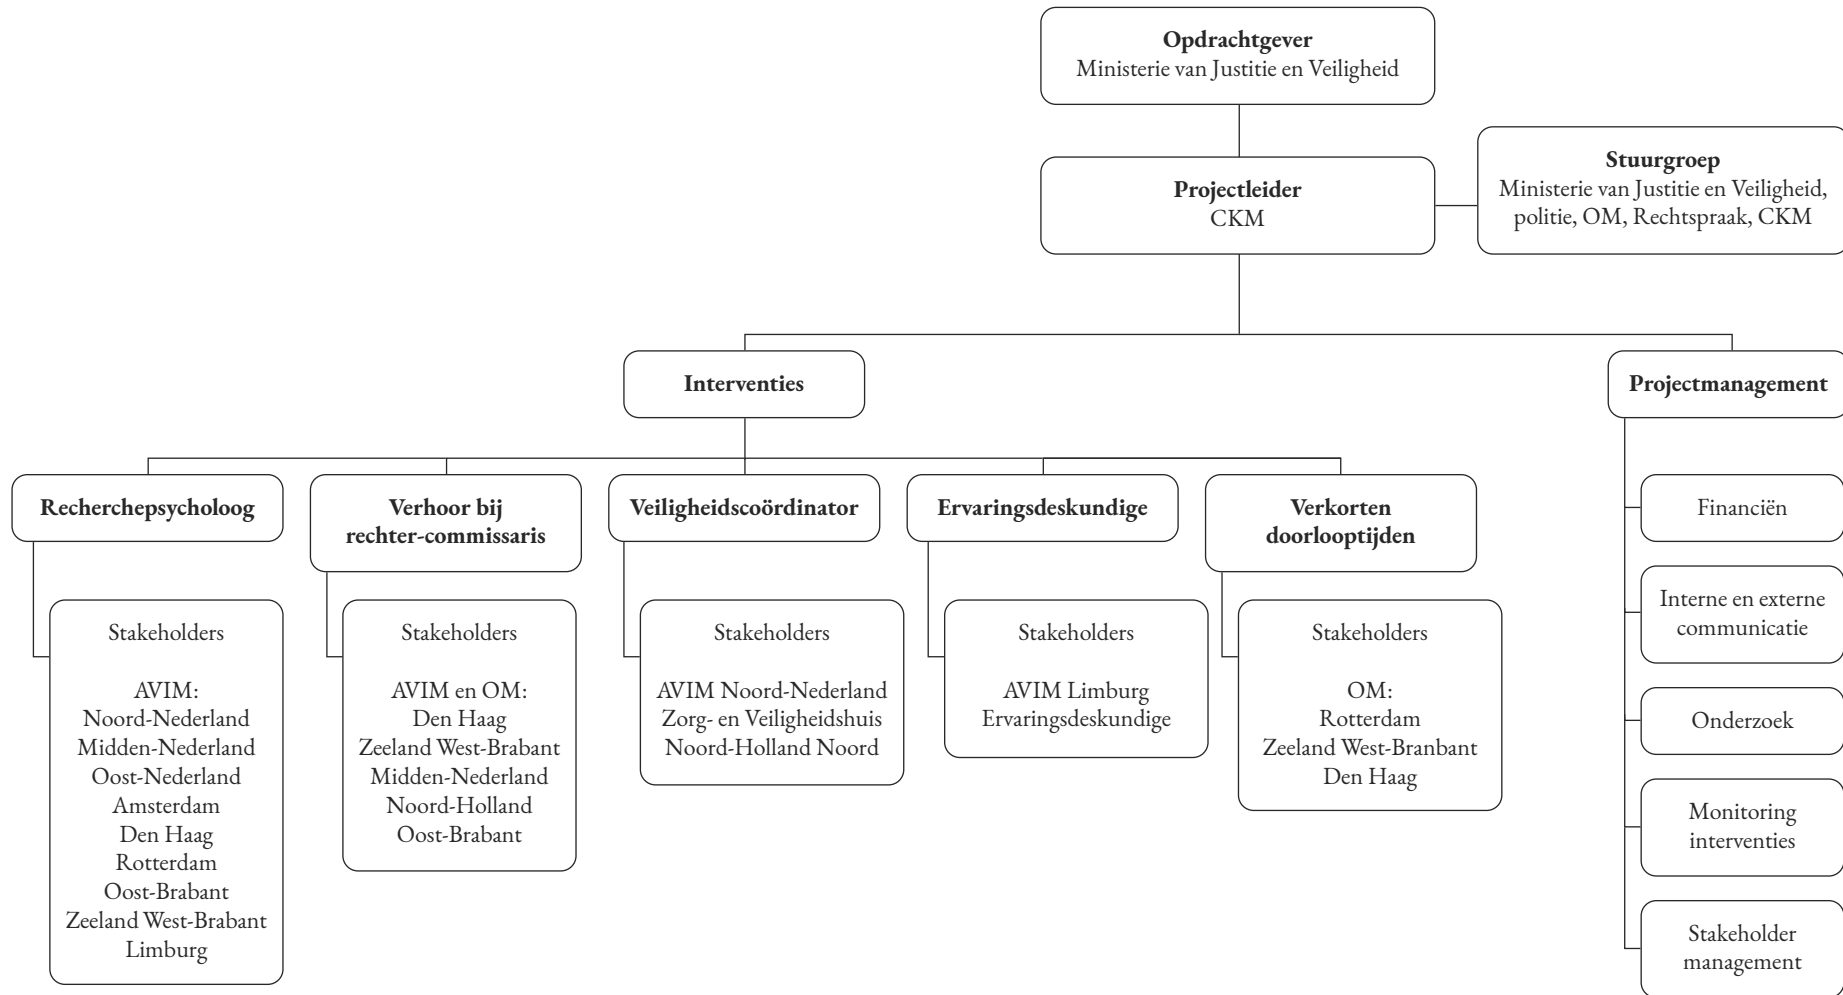 Opdrachtgever
Ministerie van Justitie en Veiligheid
Stuurgroep
Ministerie van Justitie en Veiligheid,
politie, OM, Rechtspraak, CKM
Projectleider
CKM
Interventies
Projectmanagement
Recherchepsycholoog
Verhoor bij
rechter-commissaris
Veiligheidscoördinator
Ervaringsdeskundige
Verkorten
doorlooptijden
Stakeholders
AVIM:
Noord-Nederland
Midden-Nederland
Oost-Nederland
Amsterdam
Den Haag
Rotterdam
Oost-Brabant
Zeeland West-Brabant
Limburg
Stakeholders
AVIM en OM:
Den Haag
Zeeland West-Brabant
Midden-Nederland
Noord-Holland
Oost-Brabant
Stakeholders
AVIM Noord-Nederland
Zorg- en Veiligheidshuis
Noord-Holland Noord
Stakeholders
AVIM Limburg
Ervaringsdeskundige
Stakeholders
OM:
Rotterdam
Zeeland West-Branbant
Den Haag
Financiën
Interne en externe
communicatie
Onderzoek
Monitoring
interventies
Stakeholder
management